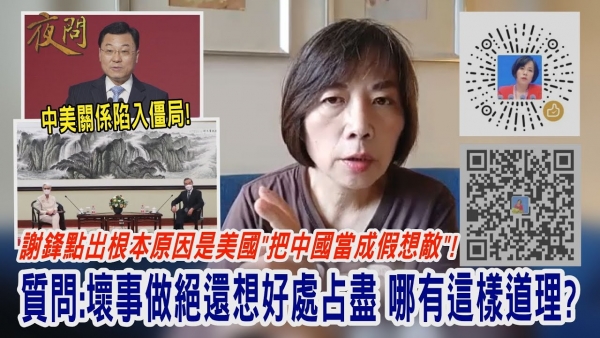 夜問
中美關係陷入僵局!
謝鋒點出根本原因是美國"把中國當成假想敵"!
質問:壞事做絕還想好處占盡 哪有這樣道理?